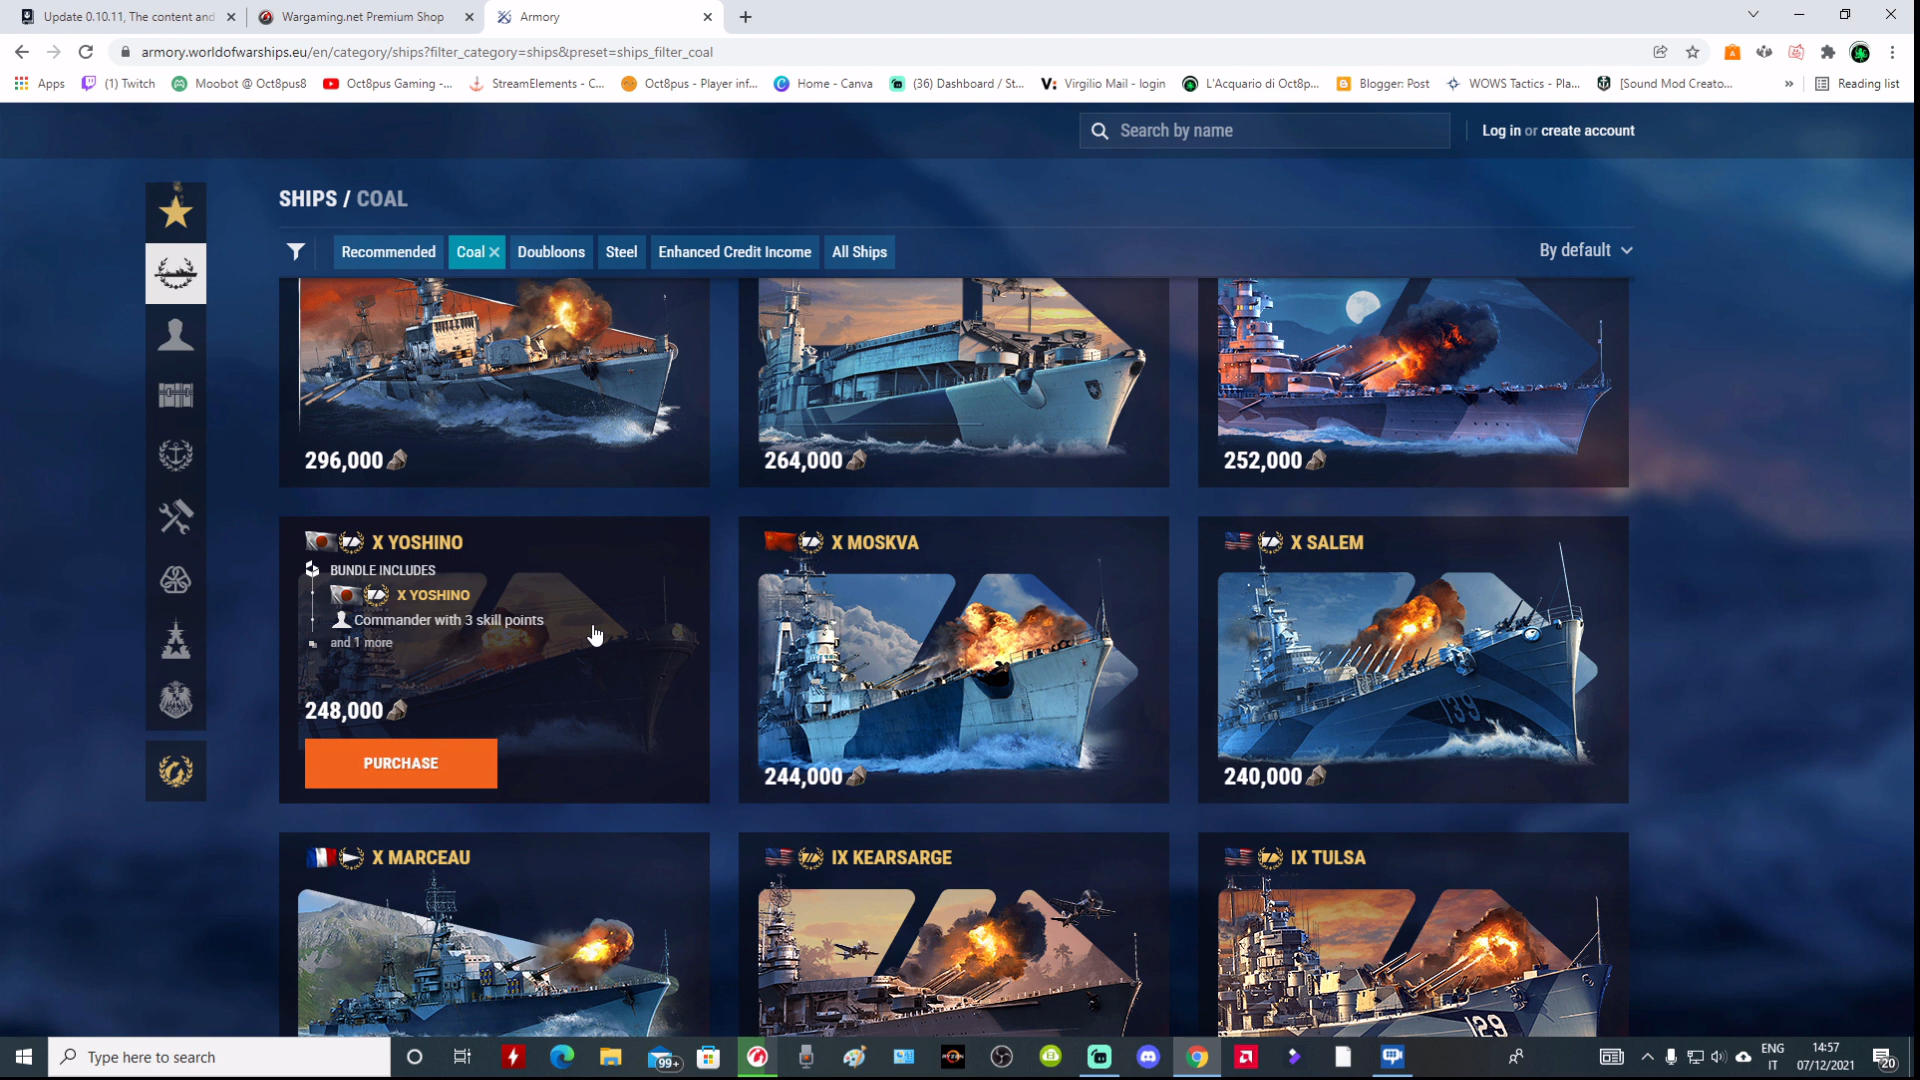 Update 0.10.11, The content and
Wargaming.net Premium Shop
Armory
armory.worldofwarships.eu/en/category/ships?filter_category=ships&preset=ships_filter_coal
Apps
(1) Twitch
Moobot @ Oct8pus8
Oct8pus Gaming -...
StreamElements - C...
Oct8pus - Player inf...
Home - Canva
(36) Dashboard / St...
Virgilio Mail - login
L'Acquario di Oct8p...
Blogger: Post
WOWS Tactics - Pla...
[Sound Mod Creato...
»
Reading list
Search by name
Log in or create account
SHIPS / COAL
Recommended
Coal
Doubloons
Steel
Enhanced Credit Income
All Ships
By default
296,000
264,000
252,000
X YOSHINO
BUNDLE INCLUDES
X YOSHINO
Commander with 3 skill points
and 1 more
248,000
PURCHASE
X MOSKVA
244,000
X SALEM
139
240,000
X MARCEAU
IX KEARSARGE
IX TULSA
129
Type here to search
99+
RYZEN
ENG
IT
14:57
07/12/2021
20